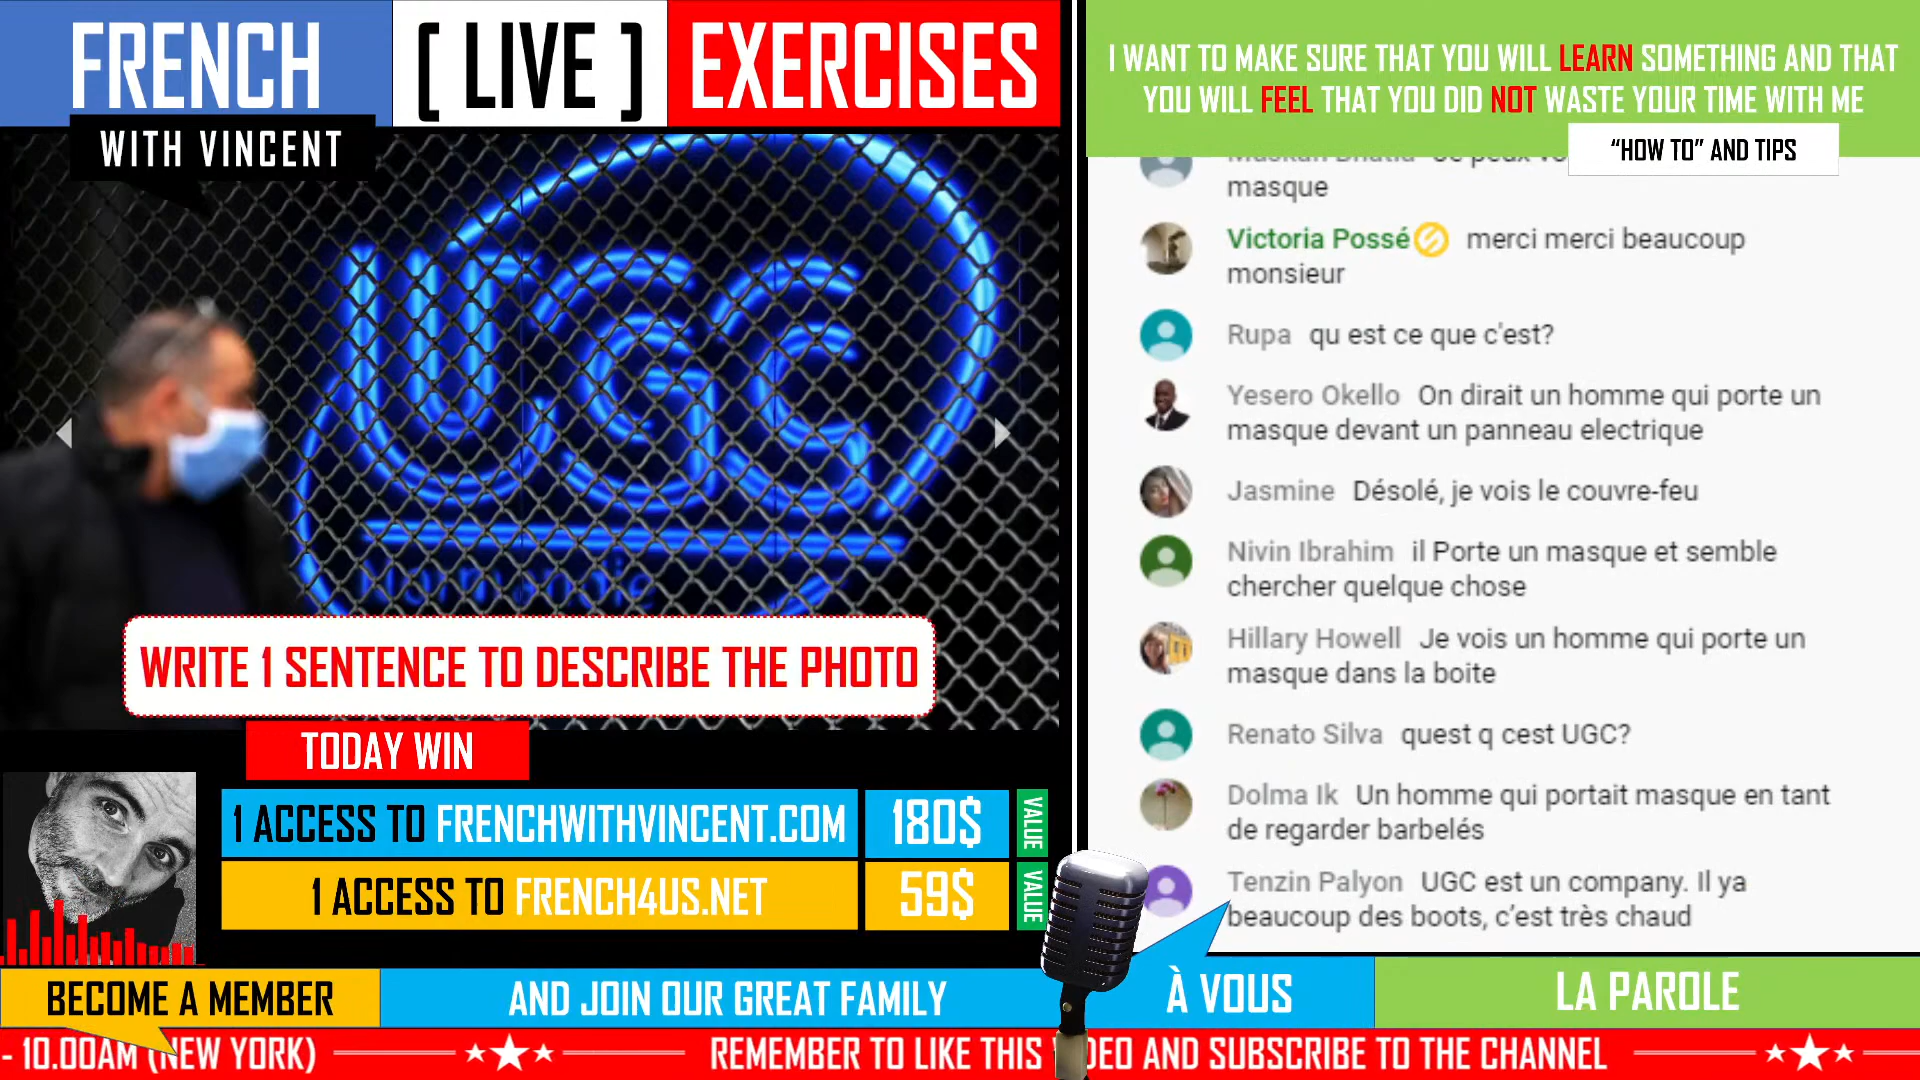 FRENCH
[ LIVE ]
EXERCISES
WITH VINCENT
UGC
Normandie
WRITE 1 SENTENCE TO DESCRIBE THE PHOTO
TODAY WIN
1 ACCESS TO FRENCHWITHVINCENT.COM
180$
VALUE
1 ACCESS TO FRENCH4US.NET
59$
VALUE
I WANT TO MAKE SURE THAT YOU WILL LEARN SOMETHING AND THAT
YOU WILL FEEL THAT YOU DID NOT WASTE YOUR TIME WITH ME
“HOW TO” AND TIPS
masque
Victoria Possé merci merci beaucoup
monsieur
Rupa qu est ce que c'est?
Yesero Okello On dirait un homme qui porte un
masque devant un panneau electrique
Jasmine Désolé, je vois le couvre-feu
Nivin Ibrahim il Porte un masque et semble
chercher quelque chose
Hillary Howell Je vois un homme qui porte un
masque dans la boite
Renato Silva quest q cest UGC?
Dolma Ik Un homme qui portait masque en tant
de regarder barbelés
Tenzin Palyon UGC est un company. Il ya
beaucoup des boots, c'est très chaud
BECOME A MEMBER
AND JOIN OUR GREAT FAMILY
À VOUS
LA PAROLE
- 10.00AM (NEW YORK)
REMEMBER TO LIKE THIS DEO AND SUBSCRIBE TO THE CHANNEL